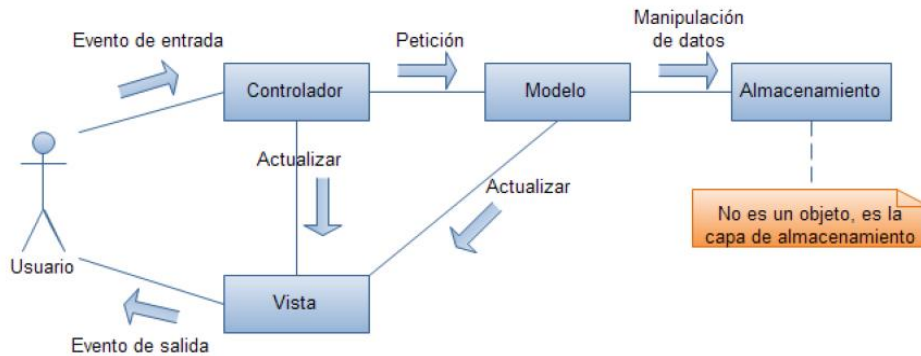 Evento de entrada
Petición
Manipulación
de datos
Controlador
Modelo
Almacenamiento
Actualizar
Actualizar
No es un objeto, es la
capa de almacenamiento
Usuario
Vista
Evento de salida